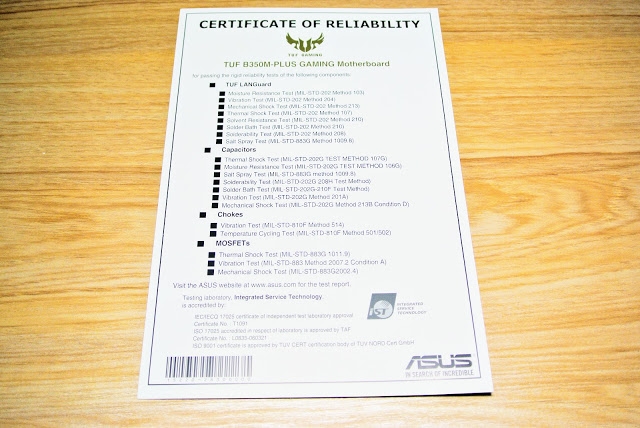 CERTIFICATE OF RELIABILITY
TUF GAMING
TUF B350M-PLUS GAMING Motherboard
for passing the rigid reliability tests of the following components:
TUF LANGuard
Moisture Resistance Test (MIL-STD-202 Method 103)
Vibration Test (MIL-STD-202 Method 204)
Mechanical Shock Test (MIL-STD-202 Method 213)
Thermal Shock Test (MIL-STD-202 Method 107)
Solvent Resistance Test (MIL-STD-202 Method 210)
Solder Bath Test (MIL-STD-202 Method 210)
Solderability Test (MIL-STD-202 Method 208)
Salt Spray Test (MIL-STD-883G Method 1009.8)
Capacitors
Thermal Shock Test (MIL-STD-202G TEST METHOD 107G)
Moisture Resistance Test (MIL-STD-202G TEST METHOD 106G)
Salt Spray Test (MIL-STD-883G method 1009.8)
Solderability Test (MIL-STD-202G 208H Test Method)
Solder Bath Test (MIL-STD-202G-210F Test Method)
Vibration Test (MIL-STD-202G Method 201A)
Mechanical Shock Test (MIL-STD-202G Method 213B Condition D)
Chokes
Vibration Test (MIL-STD-810F Method 514)
Temperature Cycling Test (MIL-STD-810F Method 501/502)
MOSFETs
Thermal Shock Test (MIL-STD-883G 1011.9)
Vibration Test (MIL-STD-883 Method 2007.2 Condition A)
Mechanical Shock Test (MIL-STD-883G2002.4)
Visit the ASUS website at www.asus.com for the test report.
Testing laboratory, Integrated Service Technology
is accredited by:
IST INTEGRATED SERVICE TECHNOLOGY
IEC/IECQ 17025 certificate of independent test laboratory approval
Certificate No.: T1091
ISO 17025 accredited in respect of laboratory is approved by TAF
Certificate No.:
ISO 9001 certificate is approved by TUV CERT certification body of TUV NORD Cert GmbH
ASUS
IN SEARCH OF INCREDIBLE